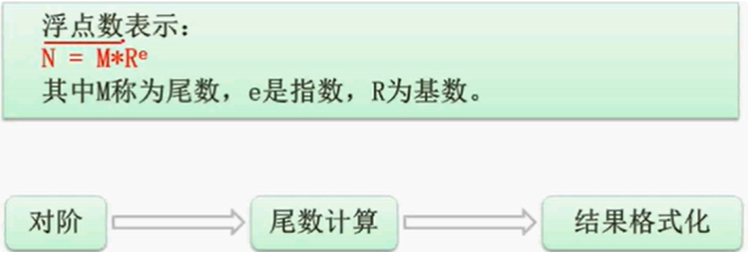 浮点数表示：
N = M*Rᵉ
其中M称为尾数，e是指数，R为基数。
对阶 尾数计算 结果格式化